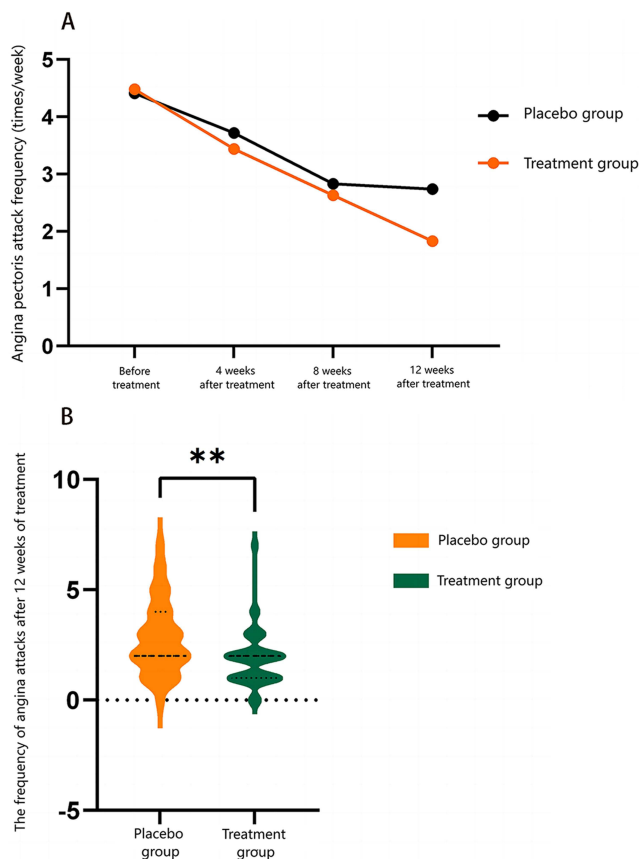 A
Angina pectoris attack frequency (times/week)
5
4
3
2
1
0
Before
treatment
4 weeks
after treatment
8 weeks
after treatment
12 weeks
after treatment
Placebo group
Treatment group
B
The frequency of angina attacks after 12 weeks of treatment
10
5
0
-5
**
Placebo
group
Treatment
group
Placebo group
Treatment group